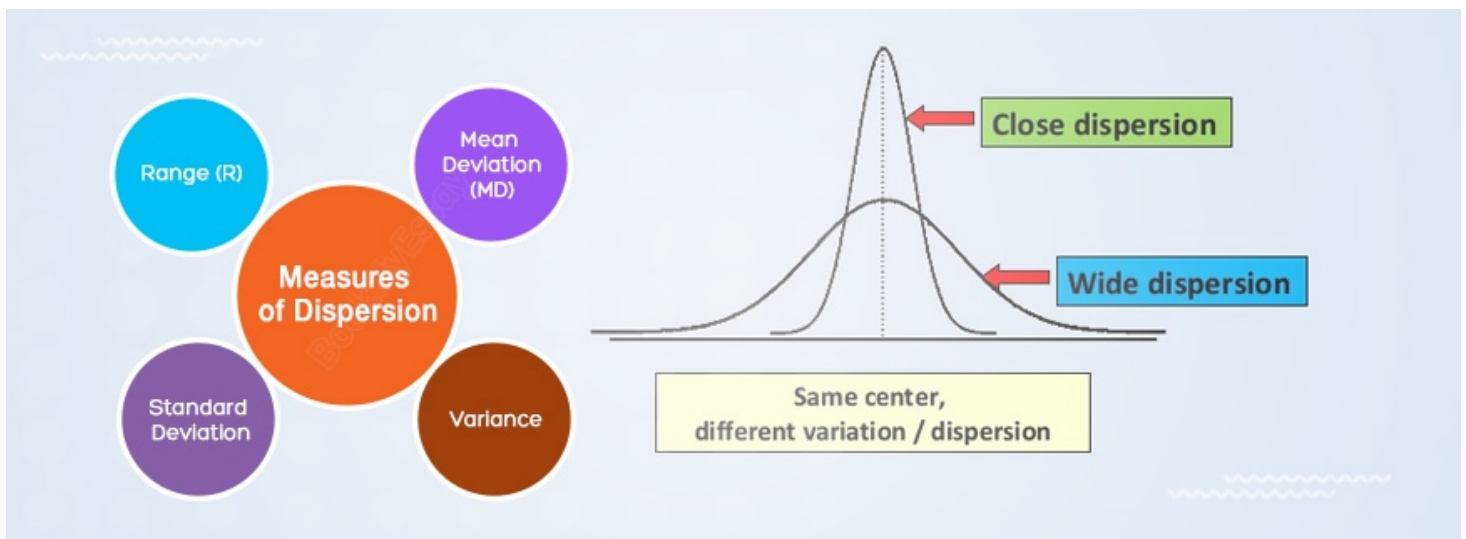 Range (R)
Mean
Deviation
(MD)
Measures
of Dispersion
Standard
Deviation
Variance
Close dispersion
Wide dispersion
Same center,
different variation / dispersion